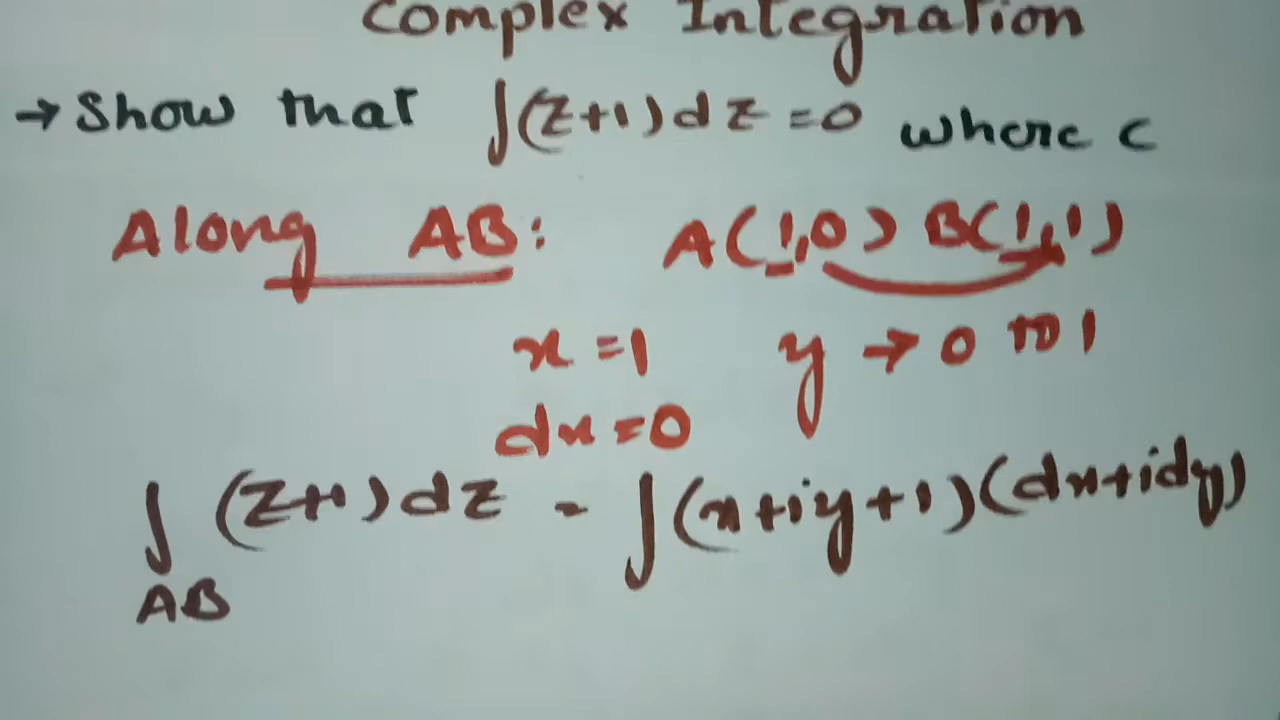 Complex Integration
→ Show that ∫(z+1)dz=0 where c
Along AB: A(1,0) B(1,1)
x=1 y→0 to 1
dx=0
∫(z+1)dz = ∫(x+iy+1)(dx+idy)
AB